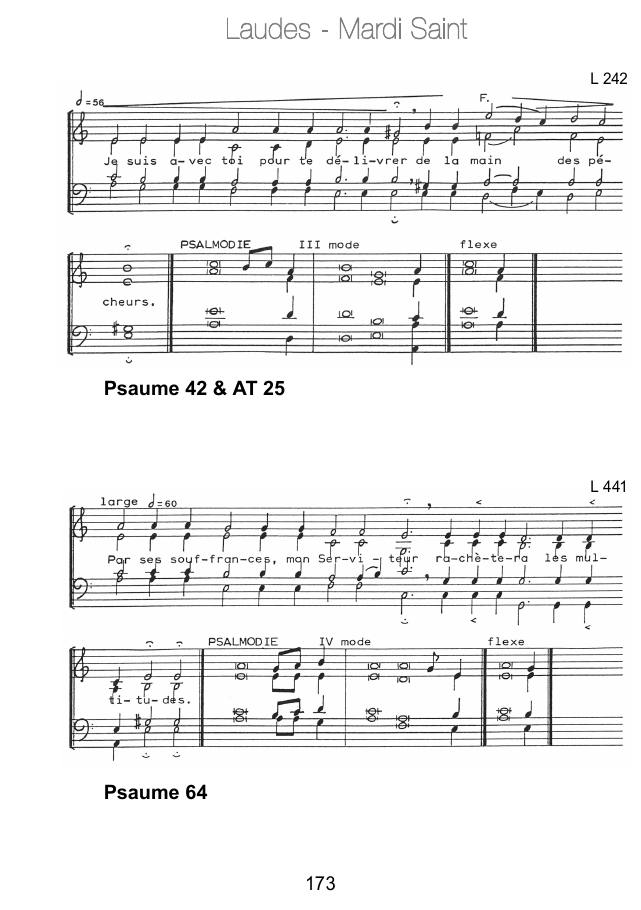 Laudes - Mardi Saint
L 242
=56
F.
Je suis a-vec toi pour te dé-li-vrer de la main des pé-
PSALMODIE III mode flexe
cheurs.
Psaume 42 & AT 25
L 441
large =60
Par ses souf-fran-ces, mon Ser-vi-teur ra-chè-te-ra les mul-
PSALMODIE IV mode flexe
ti-tu-des.
Psaume 64
173